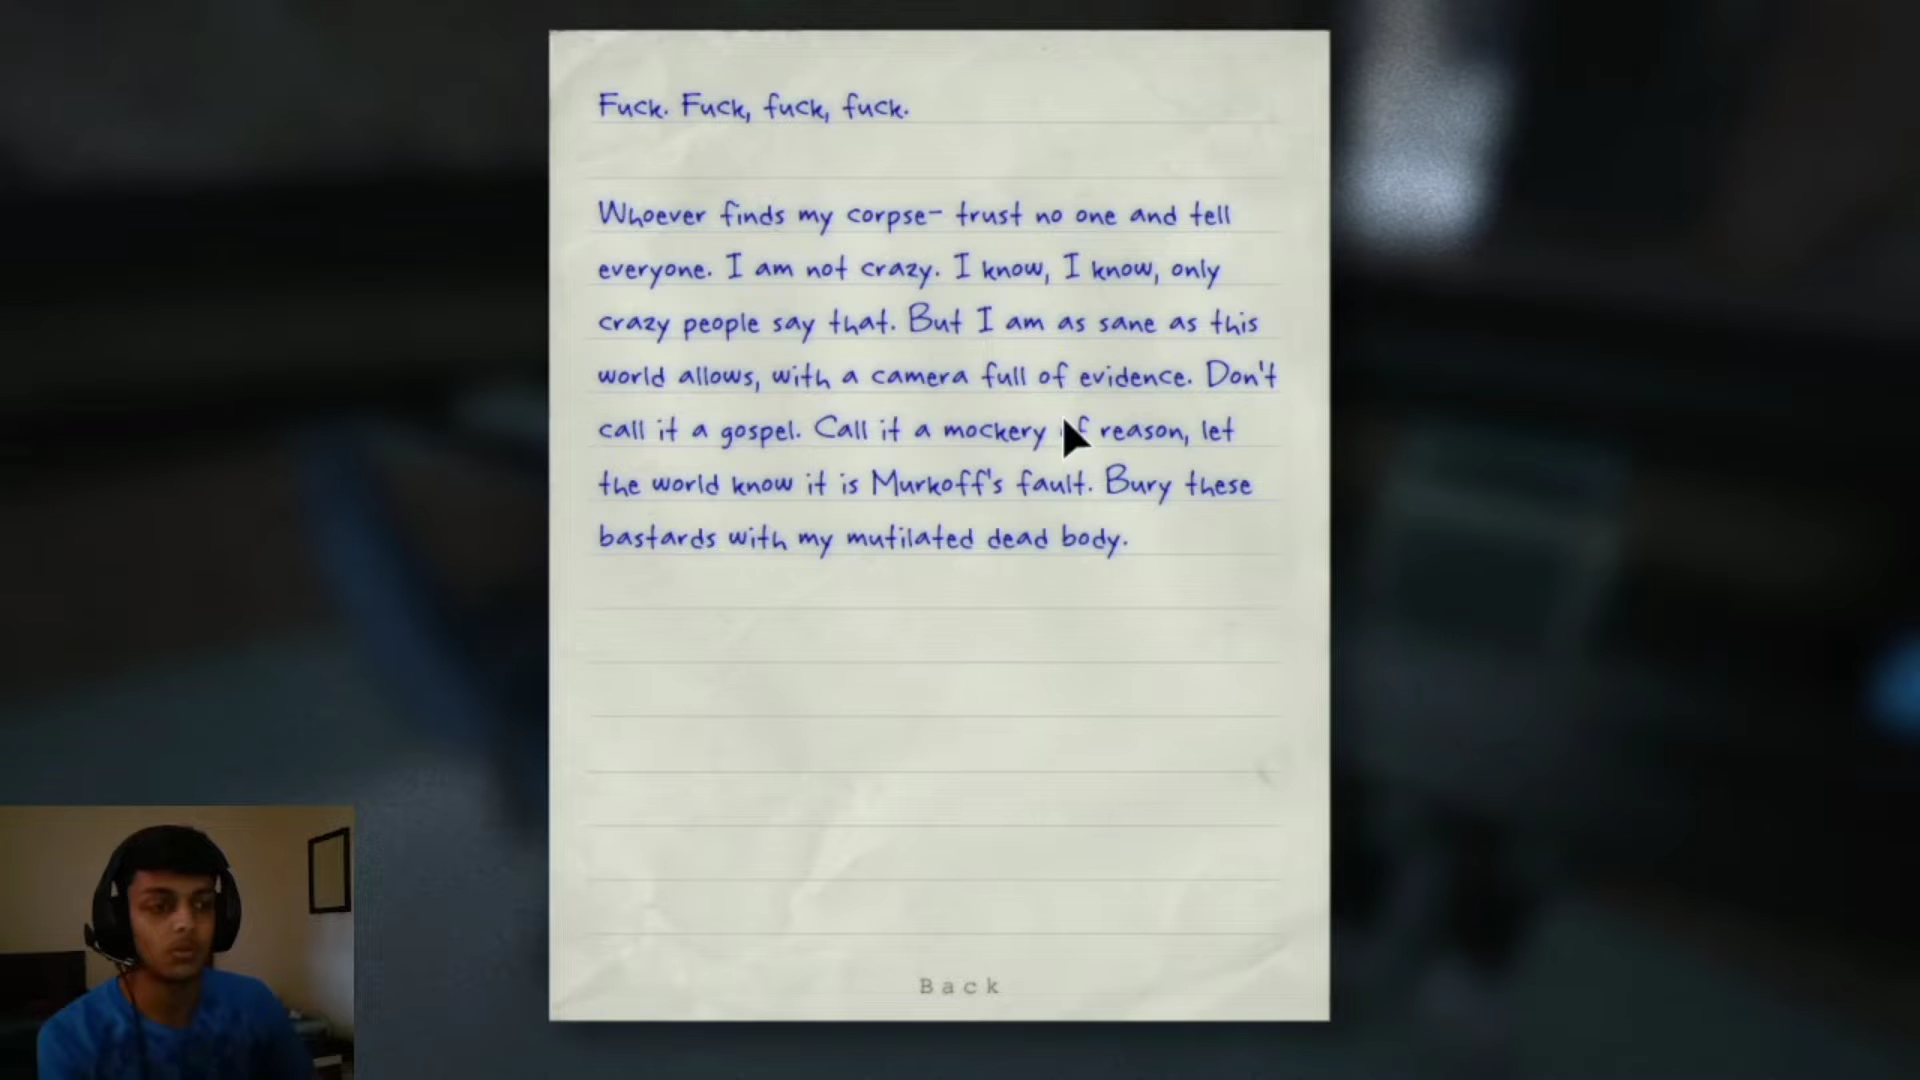 Fuck. Fuck, fuck, fuck.
Whoever finds my corpse- trust no one and tell
everyone. I am not crazy. I know, I know, only
crazy people say that. But I am as sane as this
world allows, with a camera full of evidence. Don't
call it a gospel. Call it a mockery of reason, let
the world know it is Murkoff's fault. Bury these
bastards with my mutilated dead body.
Back